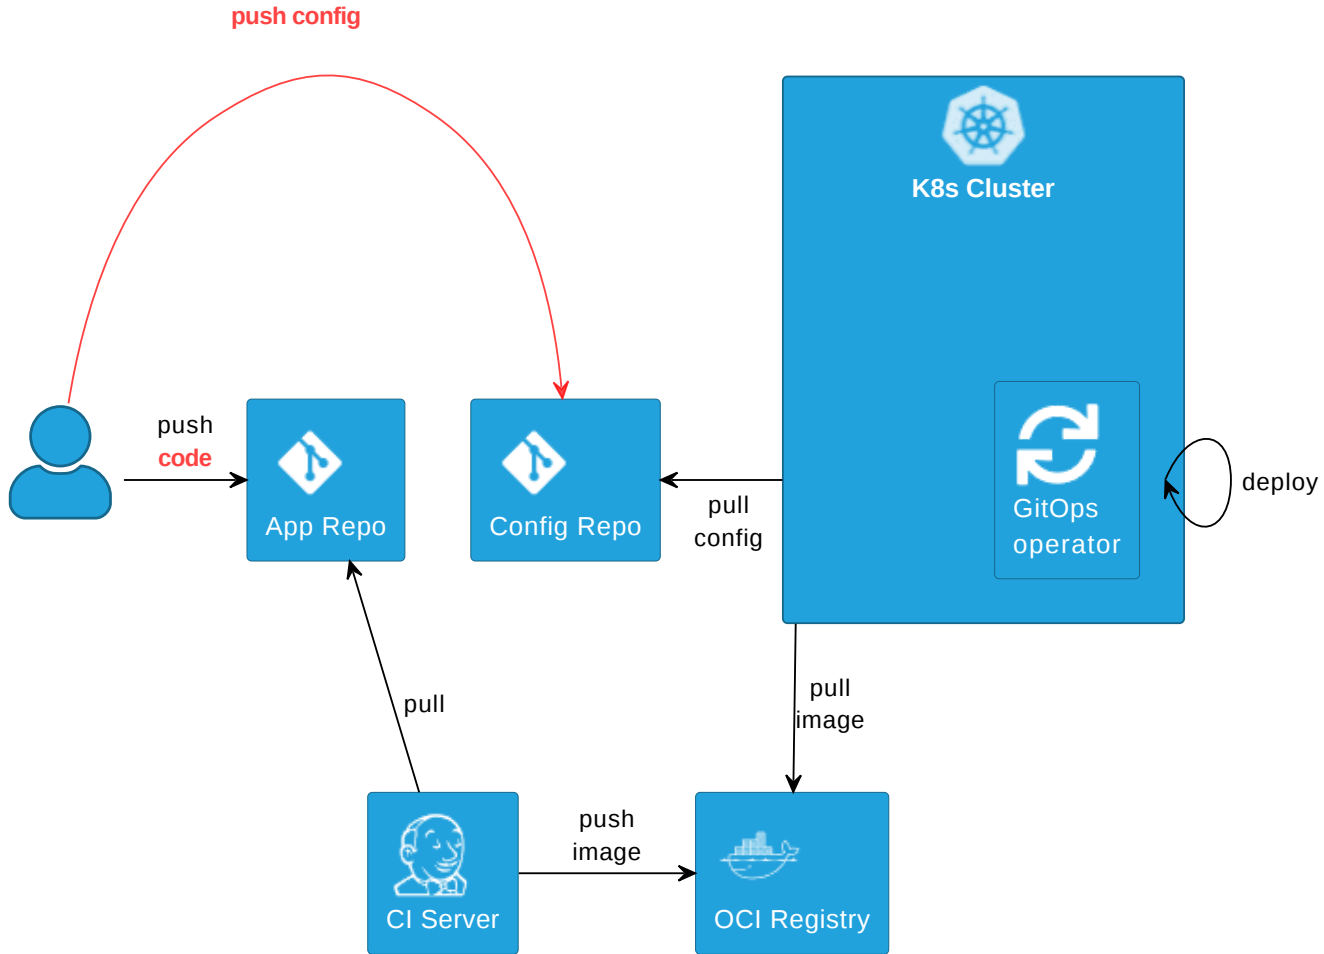 push config
K8s Cluster
push
code
App Repo
Config Repo
pull
config
GitOps
operator
deploy
pull
pull
image
push
image
CI Server
OCI Registry